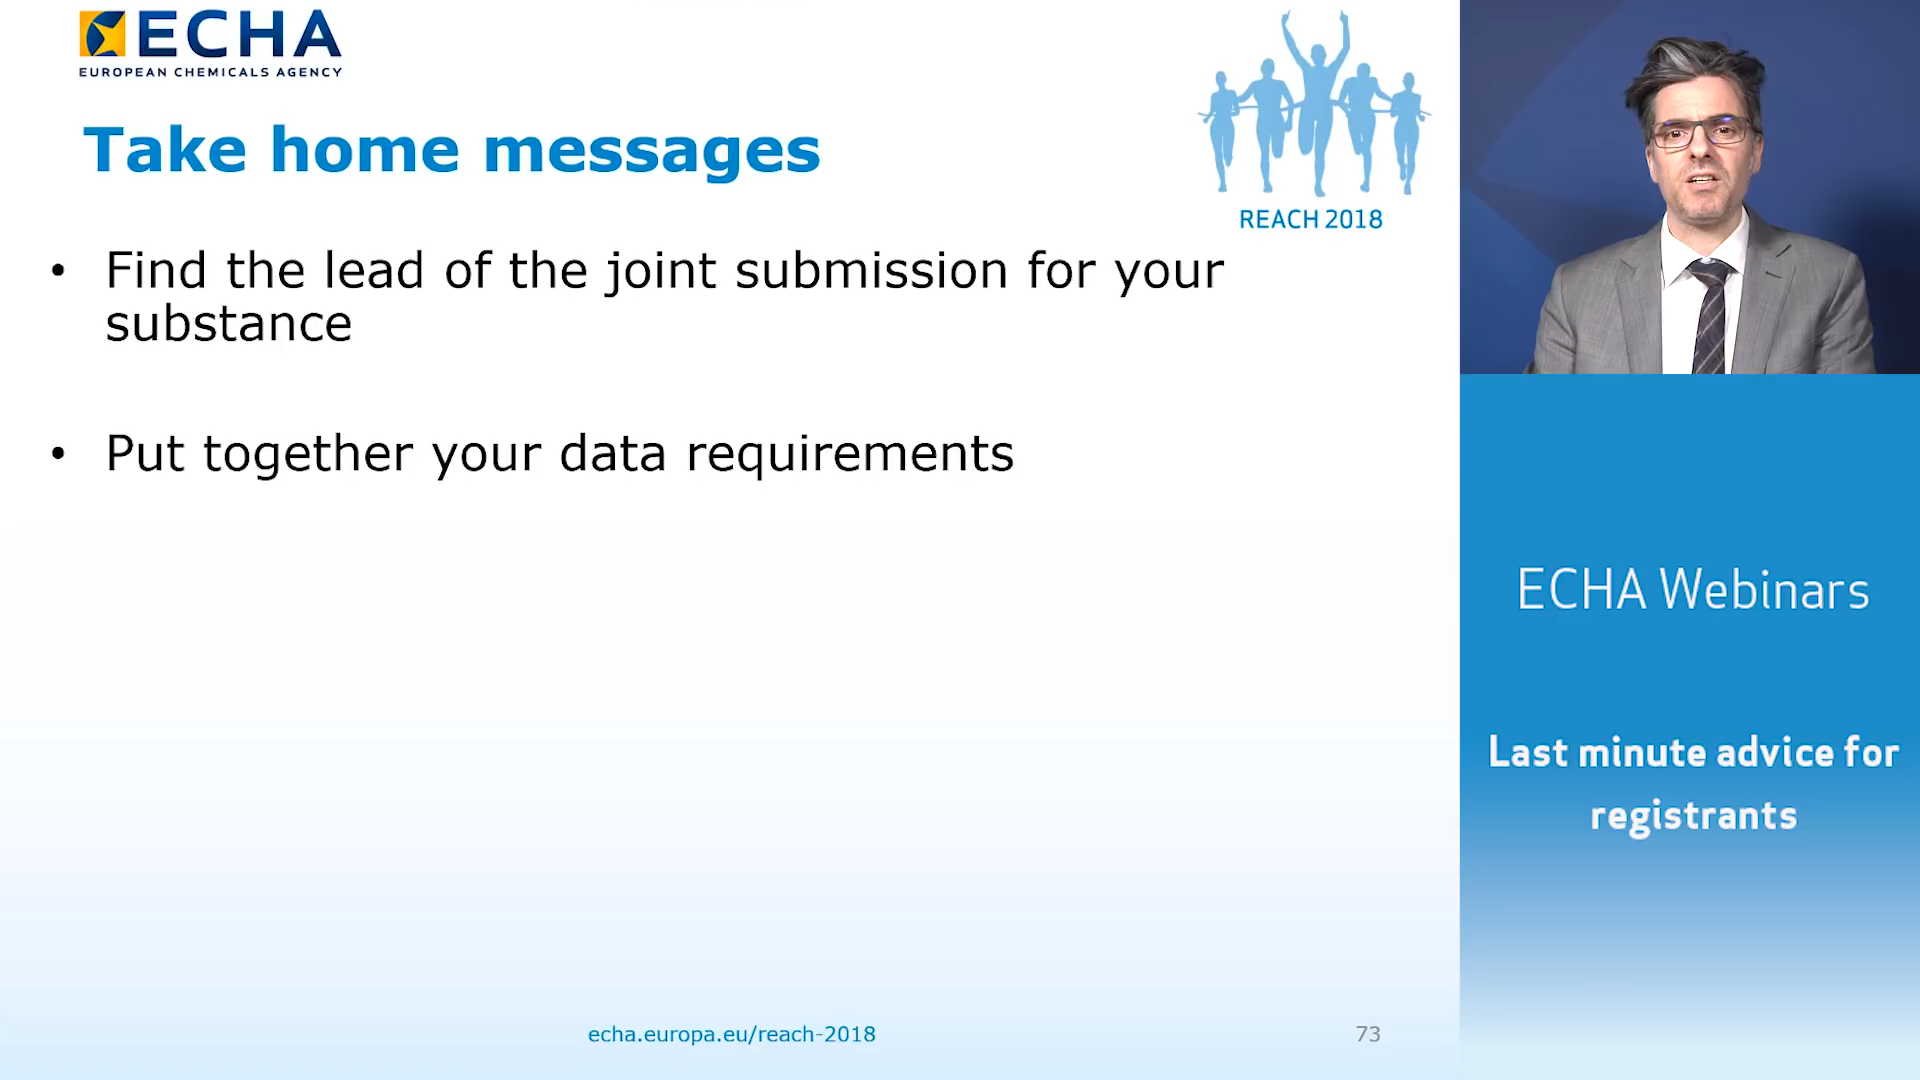 ECHA
EUROPEAN CHEMICALS AGENCY
REACH 2018
Take home messages
• Find the lead of the joint submission for your
substance
• Put together your data requirements
echa.europa.eu/reach-2018
73
ECHA Webinars
Last minute advice for
registrants